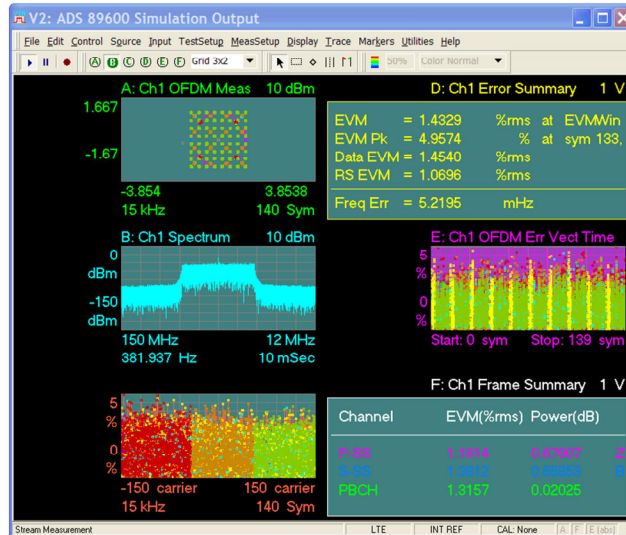 V2: ADS 89600 Simulation Output
File Edit Control Source Input TestSetup MeasSetup Display Trace Markers Utilities Help
A B C D E F Grid 3x2 50% Color Normal
A: Ch1 OFDM Meas 10 dBm
1.667
-1.67
-3.854 3.8538
15 kHz 140 Sym
D: Ch1 Error Summary 1 V
EVM = 1.4329 %rms at EVMWin
EVM Pk = 4.9574 % at sym 133,
Data EVM = 1.4540 %rms
RS EVM = 1.0696 %rms
Freq Err = 5.2195 mHz
B: Ch1 Spectrum 10 dBm
0
dBm
-150
dBm
150 MHz 12 MHz
381.937 Hz 10 mSec
E: Ch1 OFDM Err Vect Time
5
%
0
%
Start: 0 sym Stop: 139 sym
5
%
0
%
-150 carrier 150 carrier
15 kHz 140 Sym
F: Ch1 Frame Summary 1 V
Channel EVM(%rms) Power(dB)
P-SS 1.1814
S-SS
PBCH 1.3157 0.02025
Stream Measurement LTE INT REF CAL: None A F E (abs)